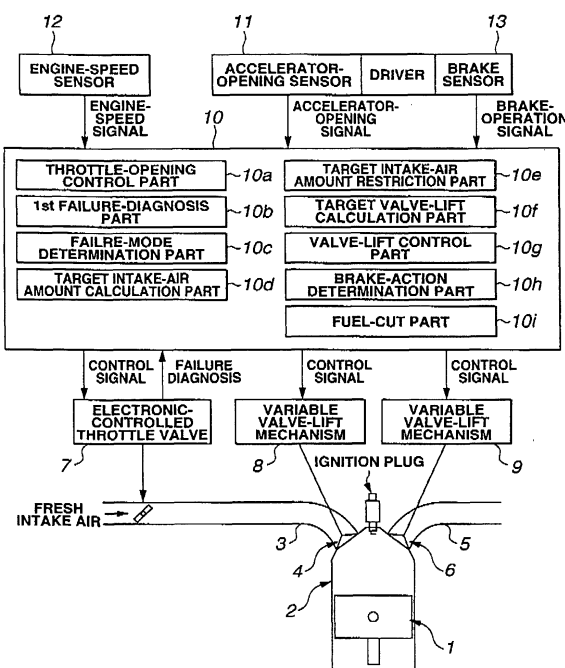 12
11
13
ENGINE-SPEED
SENSOR
ACCELERATOR-
OPENING SENSOR
DRIVER
BRAKE
SENSOR
ENGINE-
SPEED
SIGNAL
10
ACCELERATOR-
OPENING
SIGNAL
BRAKE-
OPERATION
SIGNAL
THROTTLE-OPENING
CONTROL PART
10a
1st FAILURE-DIAGNOSIS
PART
10b
FAILRE-MODE
DETERMINATION PART
10c
TARGET INTAKE-AIR
AMOUNT CALCULATION PART
10d
TARGET INTAKE-AIR
AMOUNT RESTRICTION PART
10e
TARGET VALVE-LIFT
CALCULATION PART
10f
VALVE-LIFT CONTROL
PART
10g
BRAKE-ACTION
DETERMINATION PART
10h
FUEL-CUT PART
10i
CONTROL
SIGNAL
FAILURE
DIAGNOSIS
CONTROL
SIGNAL
CONTROL
SIGNAL
ELECTRONIC-
CONTROLLED
THROTTLE VALVE
7
VARIABLE
VALVE-LIFT
MECHANISM
8
VARIABLE
VALVE-LIFT
MECHANISM
9
IGNITION PLUG
FRESH
INTAKE AIR
3
4
5
6
2
1